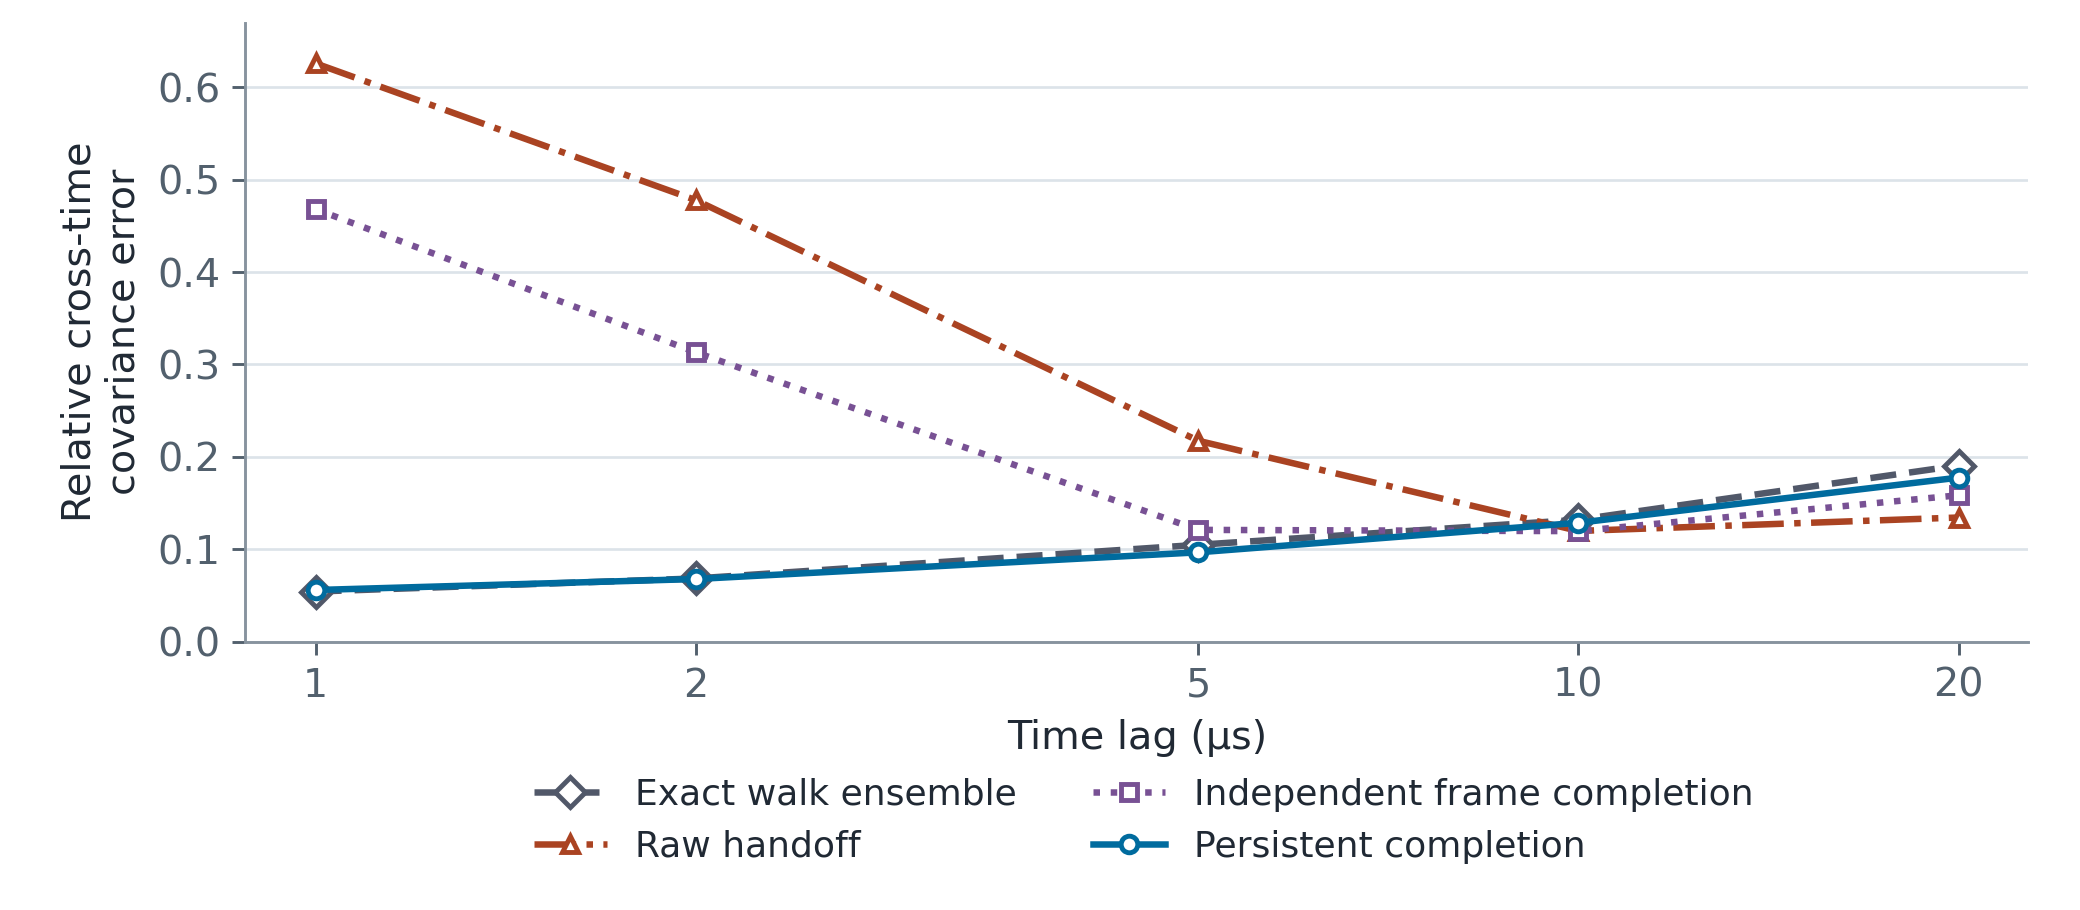 Relative cross-time
covariance error
0.6
0.5
0.4
0.3
0.2
0.1
0.0
1 2 5 10 20
Time lag (µs)
Exact walk ensemble Independent frame completion
Raw handoff Persistent completion